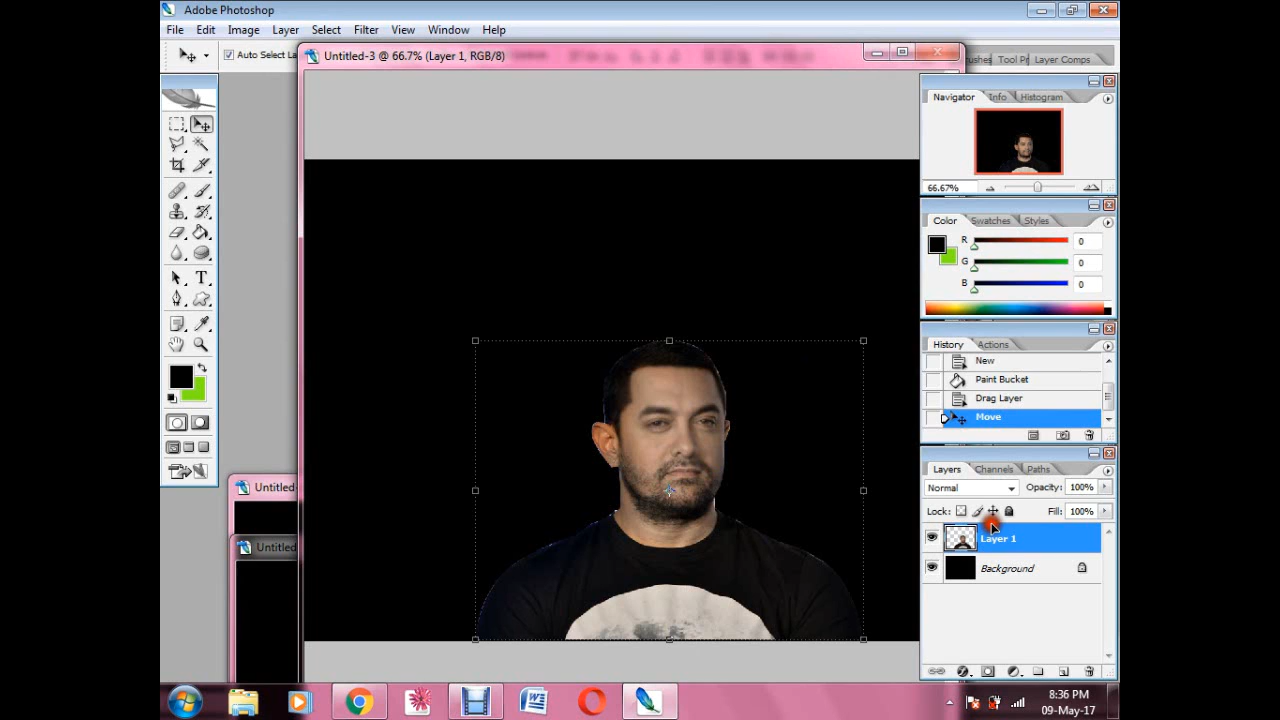 Adobe Photoshop
File Edit Image Layer Select Filter View Window Help
Auto Select La
Untitled-3 @ 66.7% (Layer 1, RGB/8)
Tool Pr Layer Comps
Navigator Info Histogram
66.67%
Color Swatches Styles
R 0
G 0
B 0
History Actions
New
Paint Bucket
Drag Layer
Move
Layers Channels Paths
Normal Opacity: 100%
Lock: Fill: 100%
Layer 1
Background
Untitled-
Untitled
8:36 PM
09-May-17